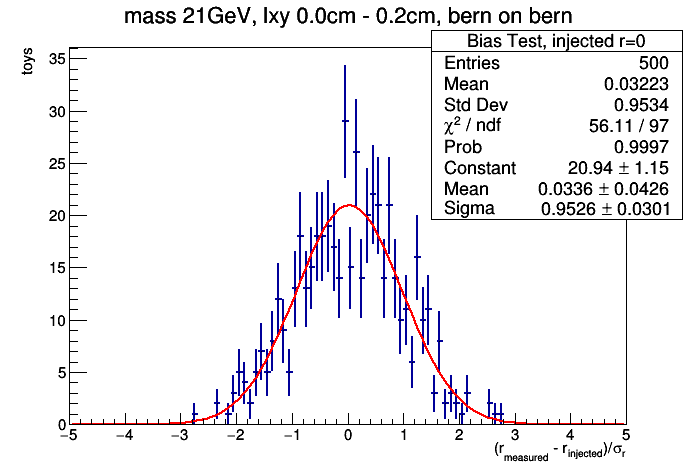 mass 21GeV, lxy 0.0cm - 0.2cm, bern on bern
Bias Test, injected r=0
Entries 500
Mean 0.03223
Std Dev 0.9534
χ² / ndf 56.11 / 97
Prob 0.9997
Constant 20.94 ± 1.15
Mean 0.0336 ± 0.0426
Sigma 0.9526 ± 0.0301
toys
35
30
25
20
15
10
5
0
−5 −4 −3 −2 −1 0 1 2 3 4 5
(r_measured - r_injected)/σ_r